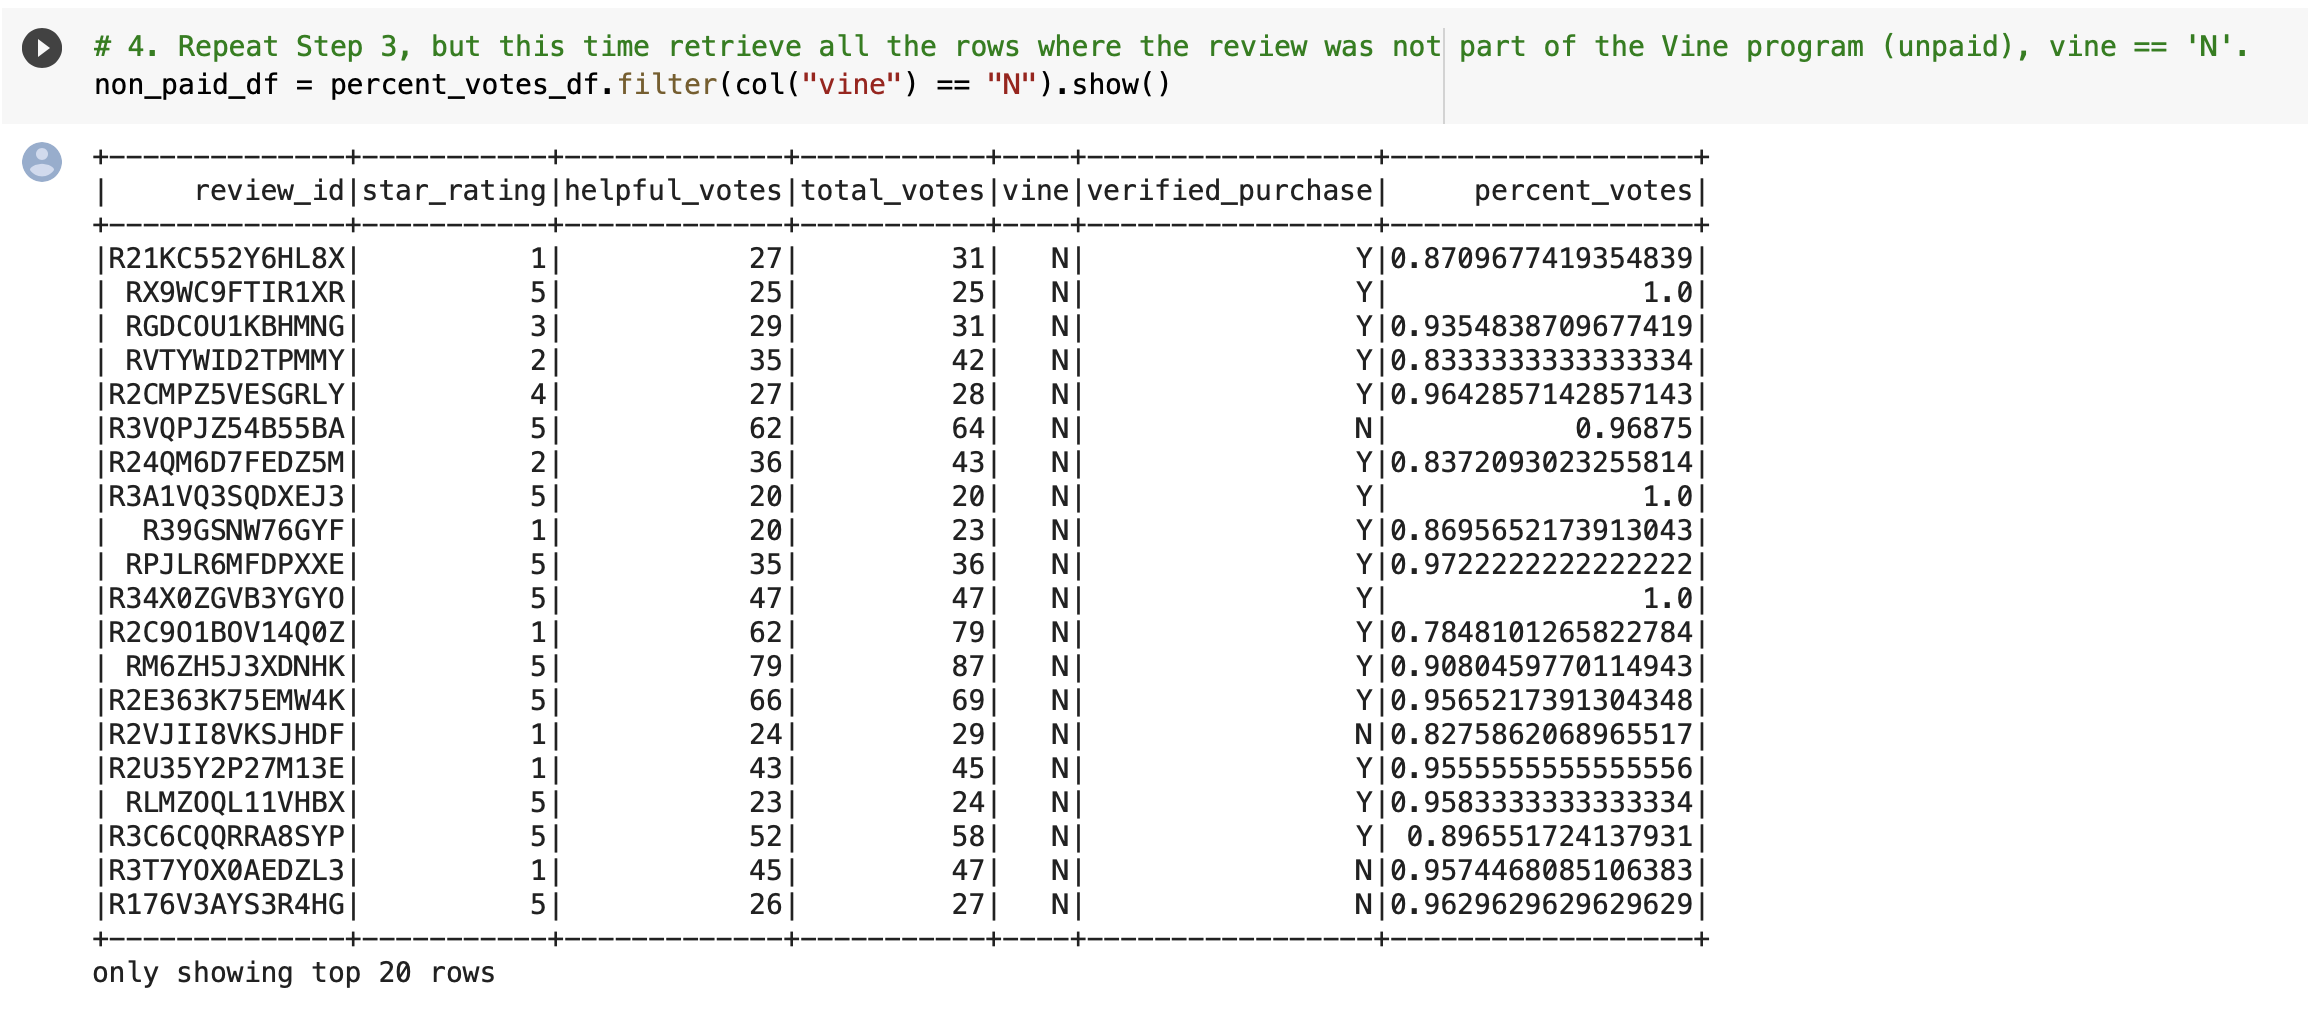 # 4. Repeat Step 3, but this time retrieve all the rows where the review was not part of the Vine program (unpaid), vine == 'N'.
non_paid_df = percent_votes_df.filter(col("vine") == "N").show()
+--------------+-----------+-------------+-----------+----+-----------------+------------------+
|     review_id|star_rating|helpful_votes|total_votes|vine|verified_purchase|     percent_votes|
+--------------+-----------+-------------+-----------+----+-----------------+------------------+
|R21KC552Y6HL8X|          1|           27|         31|   N|                Y|0.8709677419354839|
| RX9WC9FTIR1XR|          5|           25|         25|   N|                Y|               1.0|
| RGDCOU1KBHMNG|          3|           29|         31|   N|                Y|0.9354838709677419|
| RVTYWID2TPMMY|          2|           35|         42|   N|                Y|0.8333333333333334|
|R2CMPZ5VESGRLY|          4|           27|         28|   N|                Y|0.9642857142857143|
|R3VQPJZ54B55BA|          5|           62|         64|   N|                N|           0.96875|
|R24QM6D7FEDZ5M|          2|           36|         43|   N|                Y|0.8372093023255814|
|R3A1VQ3SQDXEJ3|          5|           20|         20|   N|                Y|               1.0|
|  R39GSNW76GYF|          1|           20|         23|   N|                Y|0.8695652173913043|
| RPJLR6MFDPXXE|          5|           35|         36|   N|                Y|0.9722222222222222|
|R34X0ZGVB3YGYO|          5|           47|         47|   N|                Y|               1.0|
|R2C9O1BOV14Q0Z|          1|           62|         79|   N|                Y|0.7848101265822784|
| RM6ZH5J3XDNHK|          5|           79|         87|   N|                Y|0.9080459770114943|
|R2E363K75EMW4K|          5|           66|         69|   N|                Y|0.9565217391304348|
|R2VJII8VKSJHDF|          1|           24|         29|   N|                N|0.8275862068965517|
|R2U35Y2P27M13E|          1|           43|         45|   N|                Y|0.9555555555555556|
| RLMZOQL11VHBX|          5|           23|         24|   N|                Y|0.9583333333333334|
|R3C6CQQRRA8SYP|          5|           52|         58|   N|                Y| 0.896551724137931|
|R3T7YOX0AEDZL3|          1|           45|         47|   N|                N|0.9574468085106383|
|R176V3AYS3R4HG|          5|           26|         27|   N|                N|0.9629629629629629|
+--------------+-----------+-------------+-----------+----+-----------------+------------------+
only showing top 20 rows